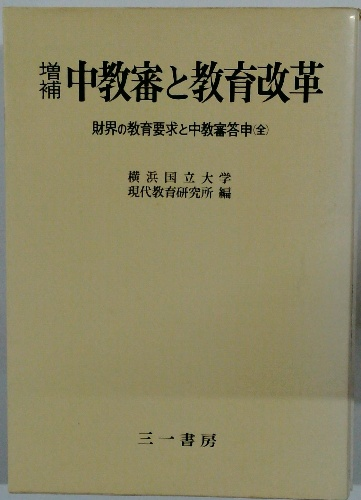 増補 中教審と教育改革
財界の教育要求と中教審答申(全)
横浜国立大学
現代教育研究所 編
三一書房